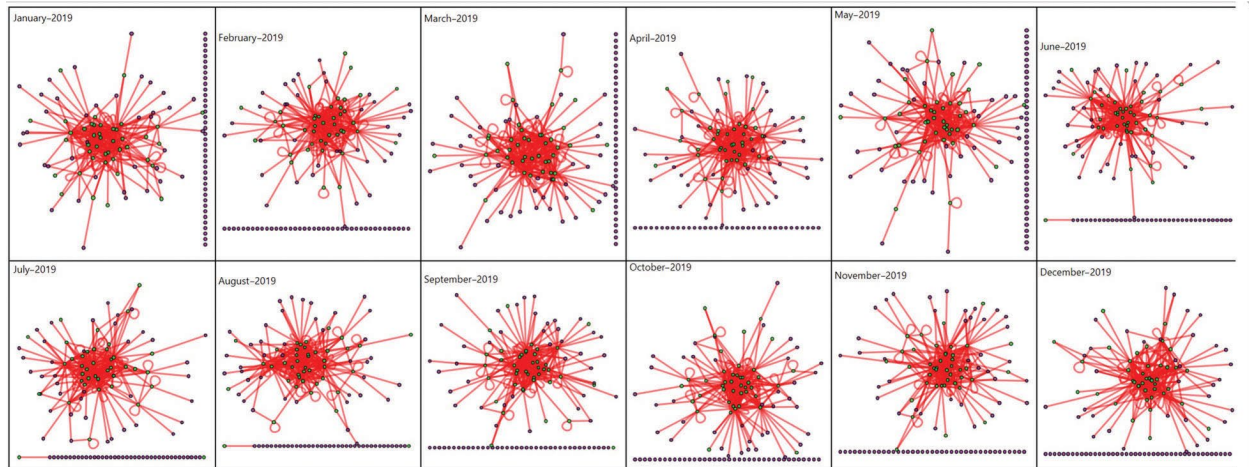 January–2019
February–2019
March–2019
April–2019
May–2019
June–2019
July–2019
August–2019
September–2019
October–2019
November–2019
December–2019